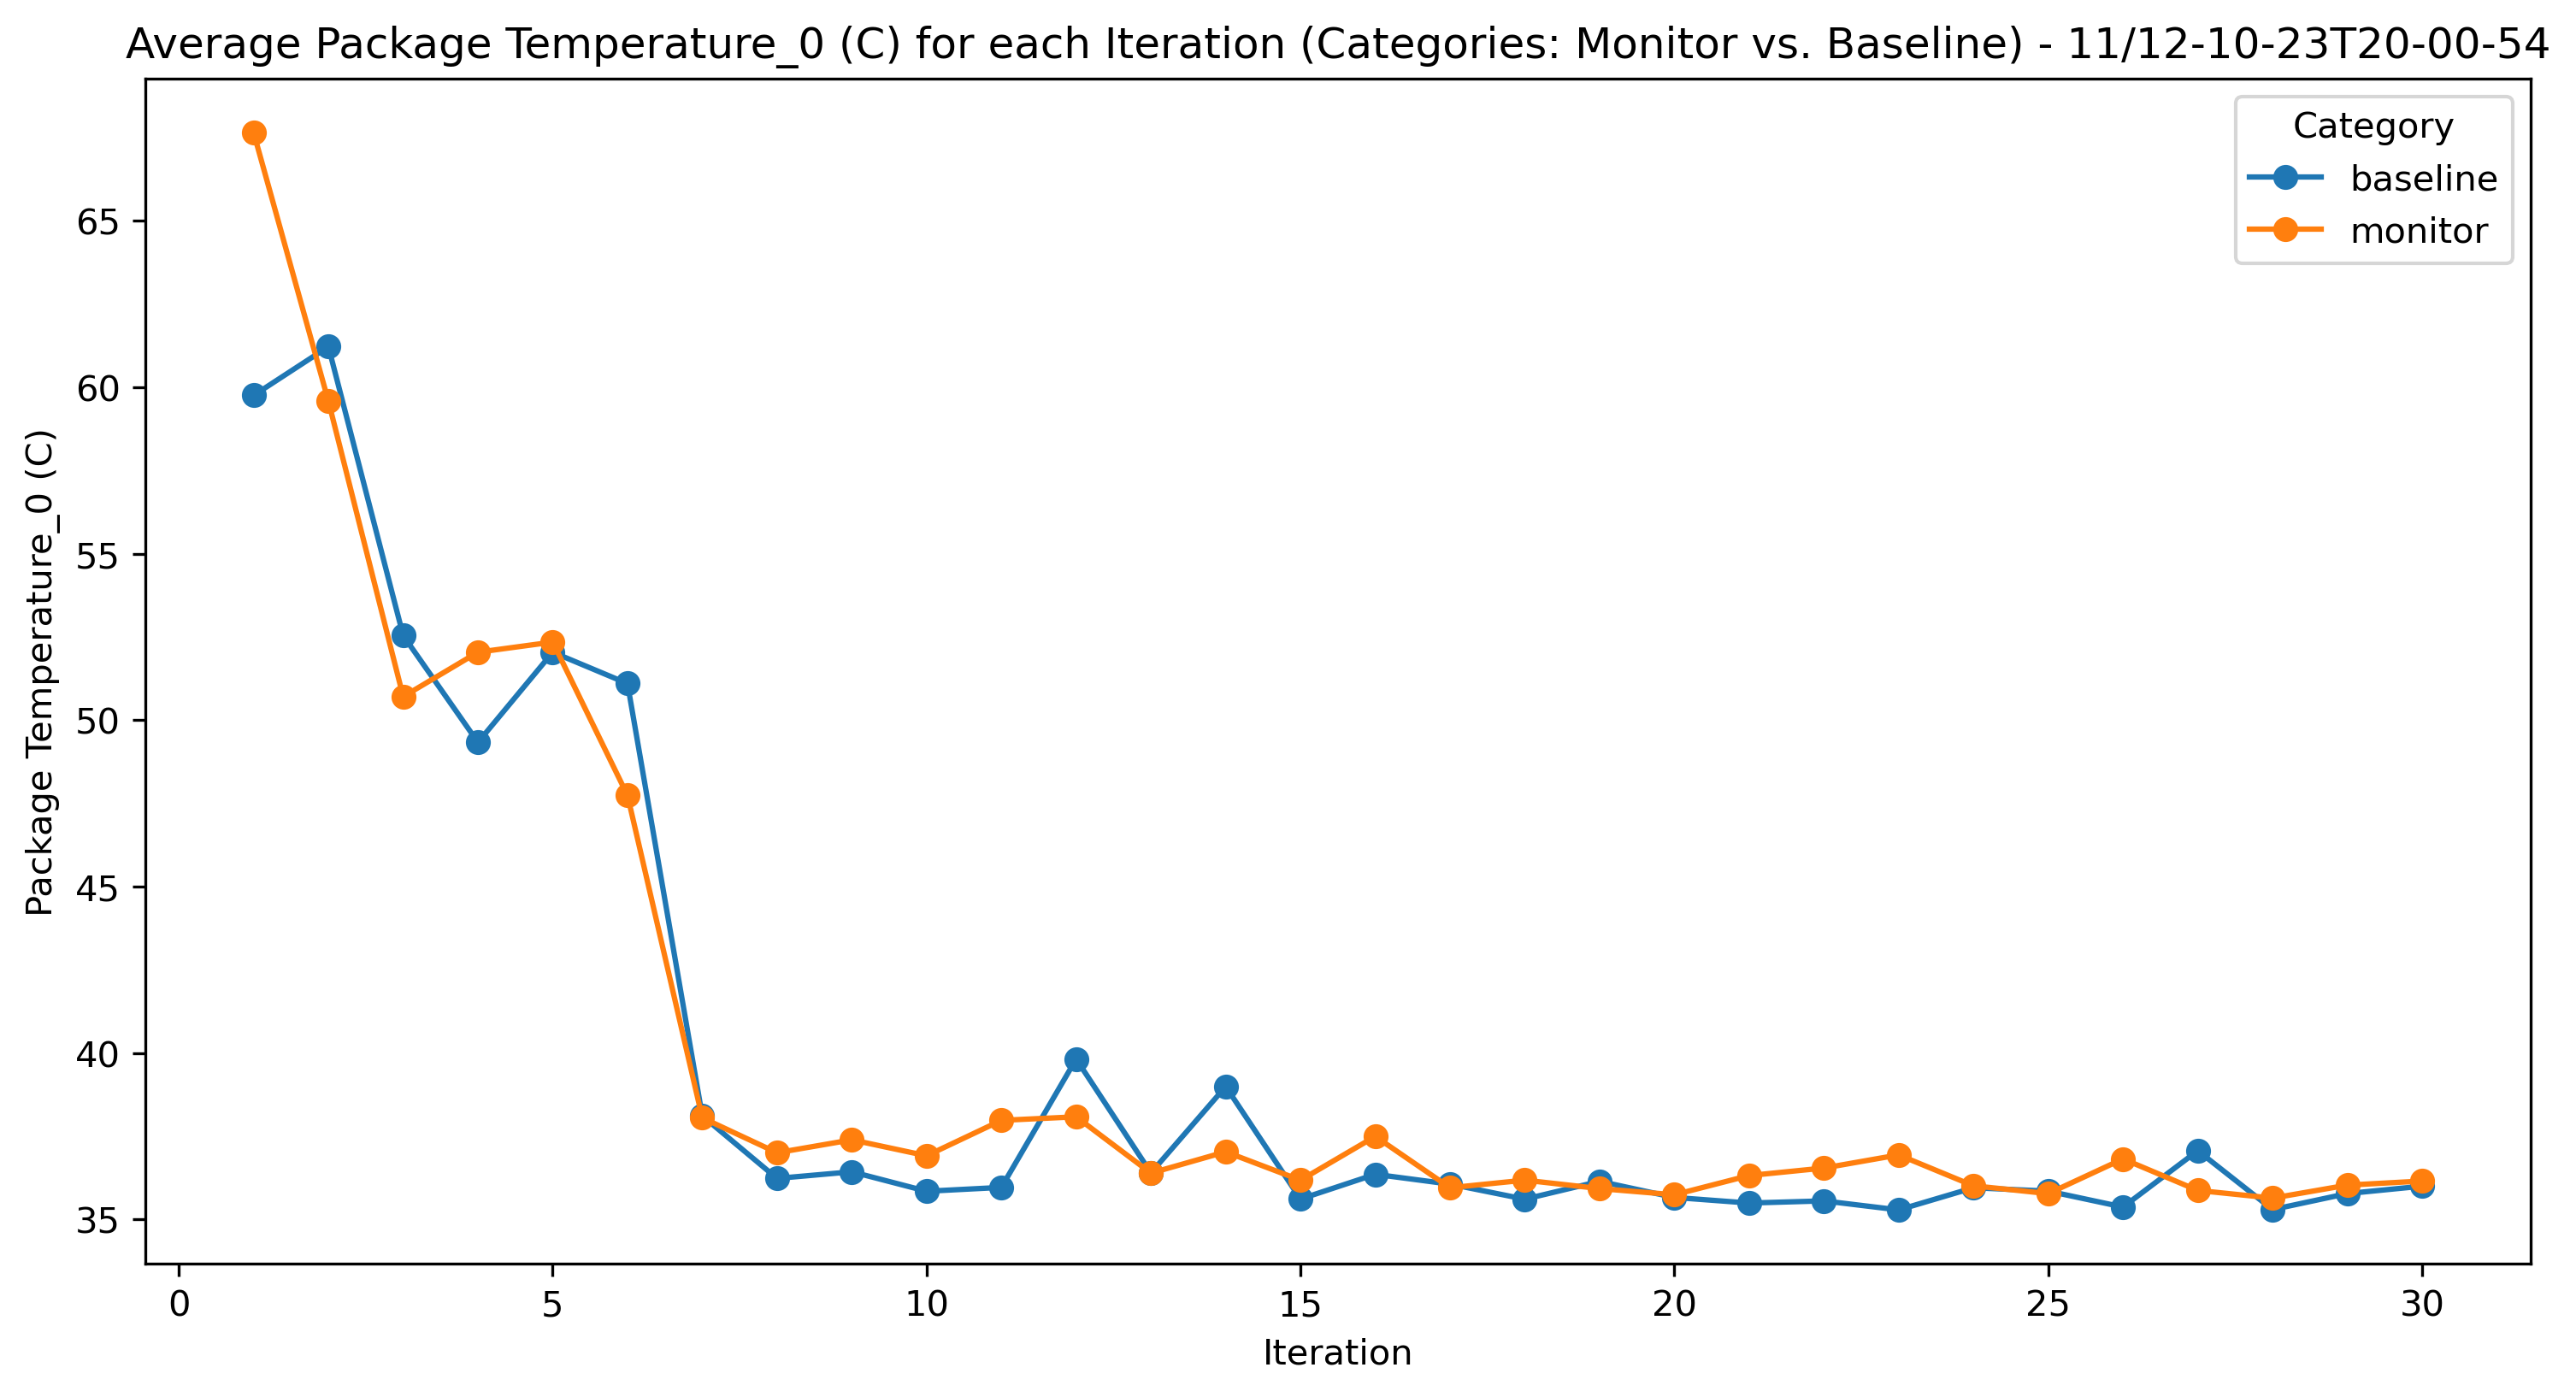 Average Package Temperature_0 (C) for each Iteration (Categories: Monitor vs. Baseline) - 11/12-10-23T20-00-54
Category
baseline
monitor
65
60
55
50
45
40
35
Package Temperature_0 (C)
0 5 10 15 20 25 30
Iteration